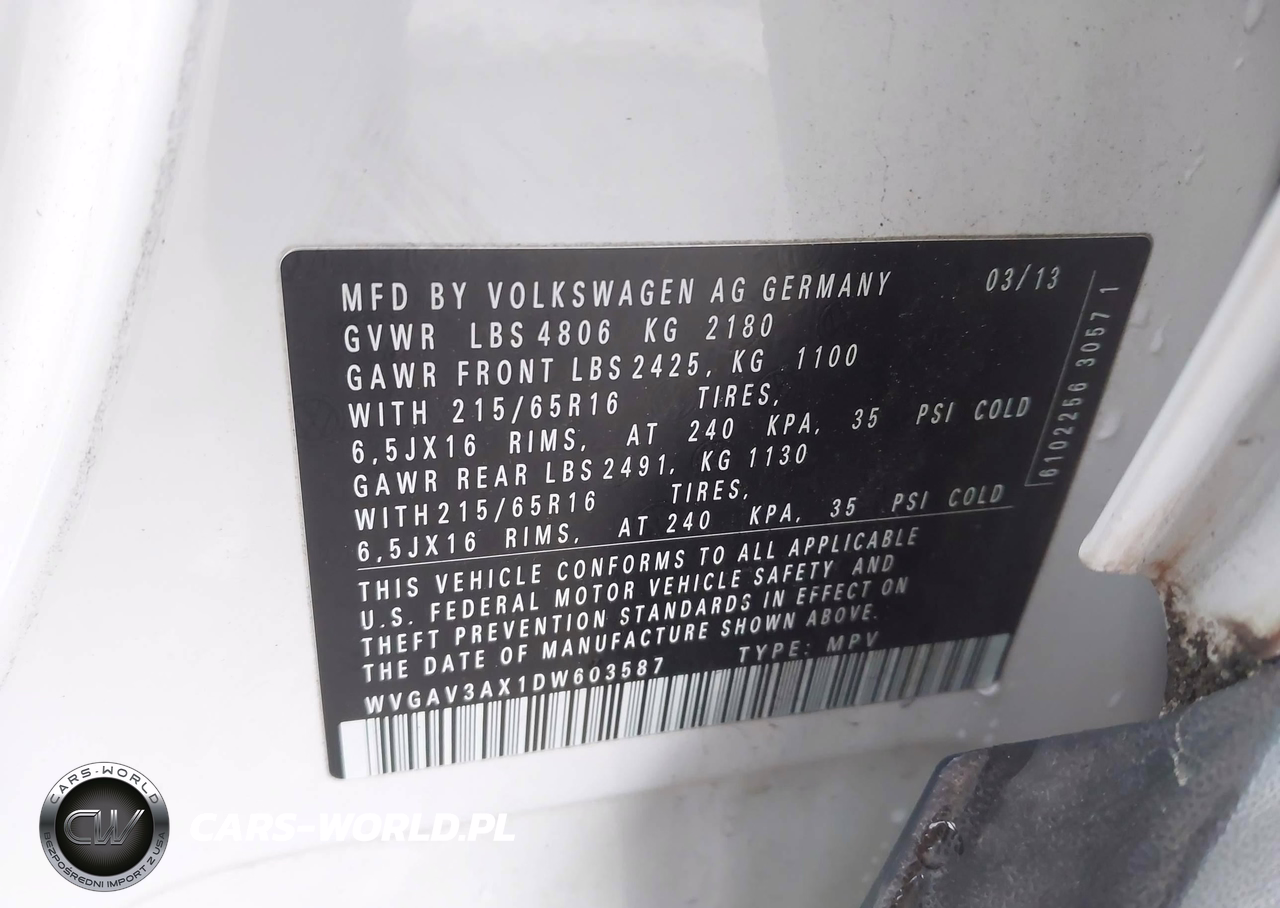 MFD BY VOLKSWAGEN AG GERMANY 03/13
GVWR LBS 4806 KG 2180
GAWR FRONT LBS 2425, KG 1100
WITH 215/65R16 TIRES,
6,5JX16 RIMS, AT 240 KPA, 35 PSI COLD
GAWR REAR LBS 2491, KG 1130
WITH 215/65R16 TIRES,
6,5JX16 RIMS, AT 240 KPA, 35 PSI COLD
THIS VEHICLE CONFORMS TO ALL APPLICABLE
U.S. FEDERAL MOTOR VEHICLE SAFETY AND
THEFT PREVENTION STANDARDS IN EFFECT ON
THE DATE OF MANUFACTURE SHOWN ABOVE.
WVGAV3AX1DW603587 TYPE: MPV
6102256 3057 1
CARS-WORLD
CW
BEZPOŚREDNI IMPORT Z USA
CARS-WORLD.PL